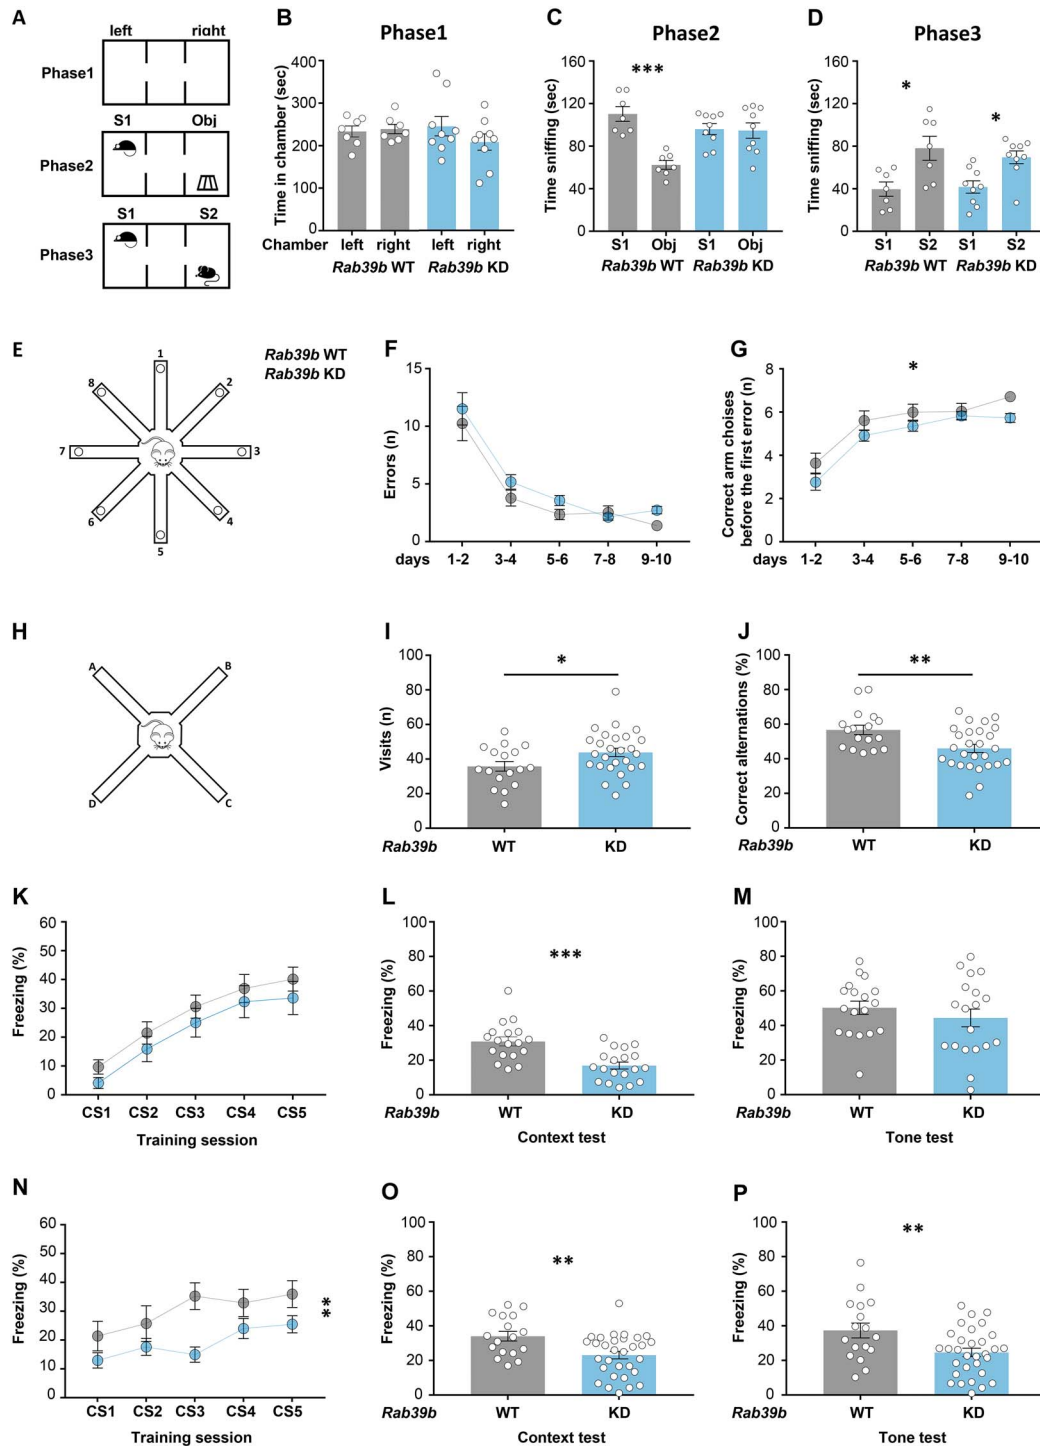 A
left right
Phase1
S1 Obj
Phase2
S1 S2
Phase3
B
Phase1
Time in chamber (sec)
400
300
200
100
0
Chamber left right left right
Rab39b WT Rab39b KD
C
Phase2
Time sniffing (sec)
160
120
80
40
0
***
S1 Obj S1 Obj
Rab39b WT Rab39b KD
D
Phase3
Time sniffing (sec)
160
120
80
40
0
*
*
S1 S2 S1 S2
Rab39b WT Rab39b KD
E
1
2
3
4
5
6
7
8
Rab39b WT
Rab39b KD
F
Errors (n)
15
10
5
0
days 1-2 3-4 5-6 7-8 9-10
G
Correct arm choises
before the first error (n)
8
6
4
2
0
*
days 1-2 3-4 5-6 7-8 9-10
H
A
B
C
D
I
Visits (n)
100
80
60
40
20
0
*
Rab39b WT KD
J
Correct alternations (%)
100
80
60
40
20
0
**
WT KD
K
Freezing (%)
60
50
40
30
20
10
0
CS1 CS2 CS3 CS4 CS5
Training session
L
Freezing (%)
100
80
60
40
20
0
***
Rab39b WT KD
Context test
M
Freezing (%)
100
80
60
40
20
0
Rab39b WT KD
Tone test
N
Freezing (%)
60
50
40
30
20
10
0
**
CS1 CS2 CS3 CS4 CS5
Training session
O
Freezing (%)
100
80
60
40
20
0
**
Rab39b WT KD
Context test
P
Freezing (%)
100
80
60
40
20
0
**
Rab39b WT KD
Tone test